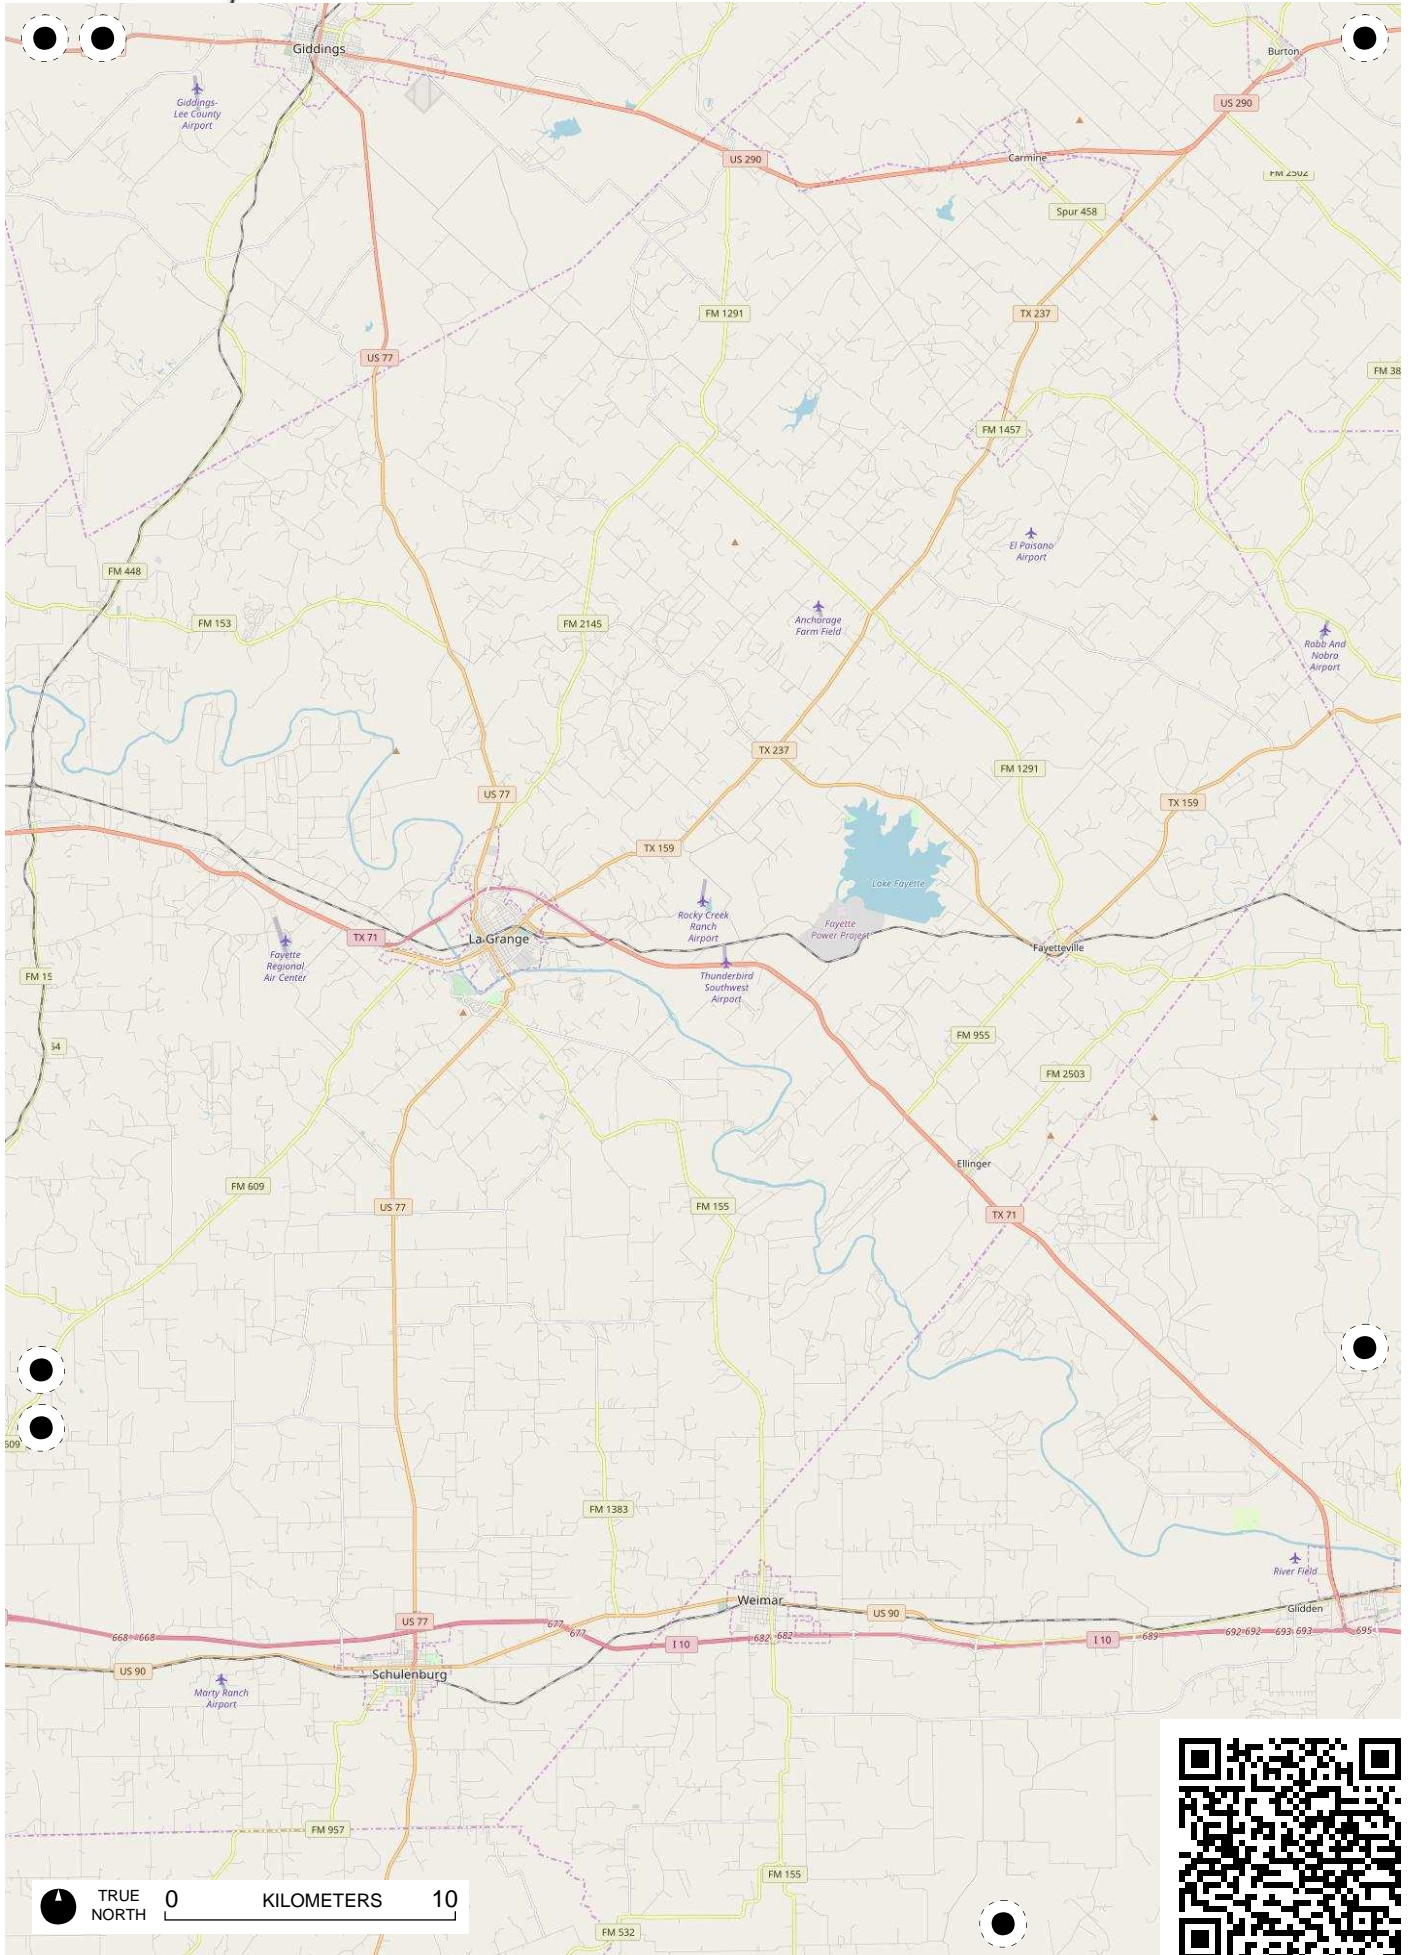 Giddings
Burton
Giddings-
Lee County
Airport
US 290
US 290
Carmine
FM 2502
Spur 458
FM 1291
TX 237
US 77
FM 38
FM 1457
El Paisano
Airport
FM 448
Anchorage
Farm Field
FM 153
FM 2145
Rabb And
Nobra
Airport
TX 237
FM 1291
US 77
TX 159
TX 159
Lake Fayette
Rocky Creek
Ranch
Airport
Fayette
Power Project
TX 71
La Grange
Fayetteville
Fayette
Regional
Air Center
FM 15
Thunderbird
Southwest
Airport
FM 955
54
FM 2503
Ellinger
FM 609
US 77
FM 155
TX 71
609
FM 1383
River Field
Weimar
Glidden
US 77
US 90
677
677
668 668
I 10
682 682
I 10
689
692 692
693 693
695
US 90
Schulenburg
Marty Ranch
Airport
FM 957
FM 155
TRUE
NORTH
0 KILOMETERS 10
FM 532